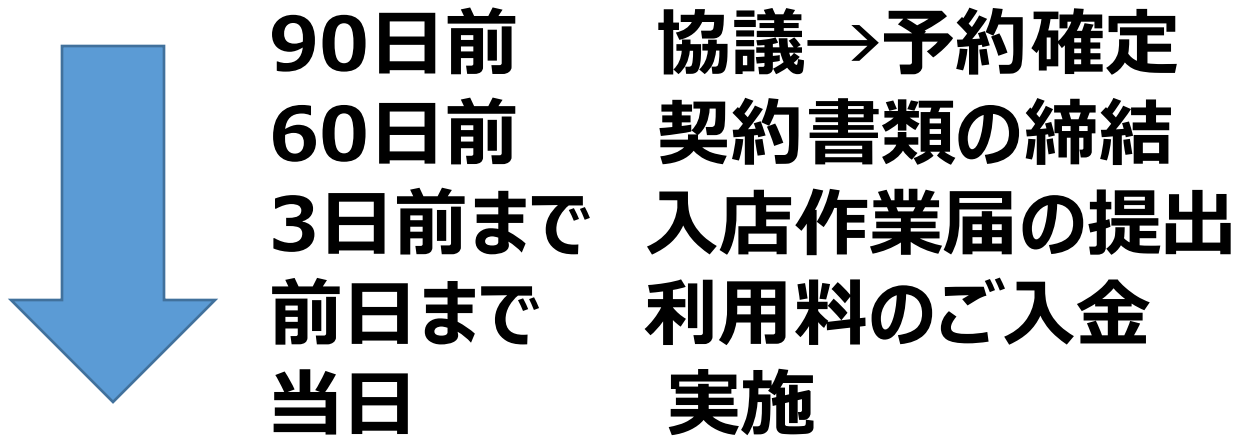 90日前 協議→予約確定
60日前 契約書類の締結
3日前まで 入店作業届の提出
前日まで 利用料のご入金
当日 実施